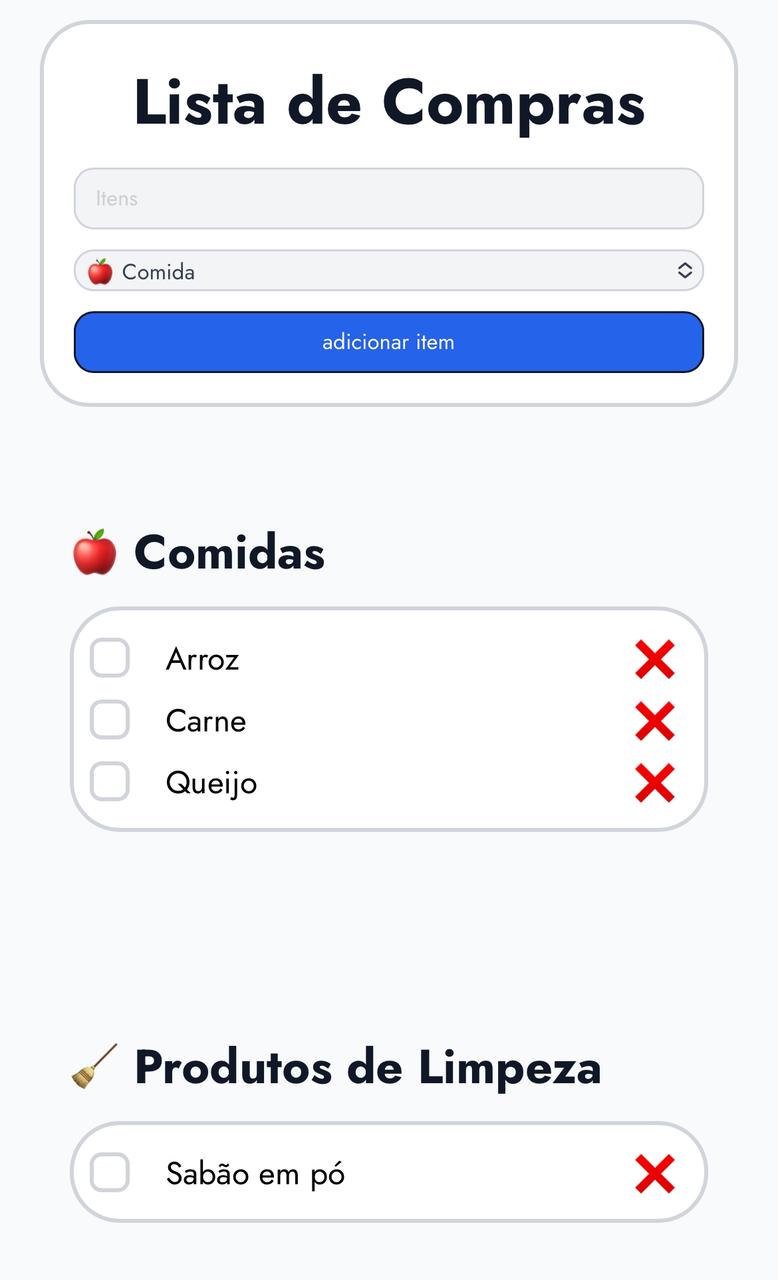 Lista de Compras
Itens
🍎 Comida
adicionar item
🍎 Comidas
Arroz
Carne
Queijo
🧹 Produtos de Limpeza
Sabão em pó